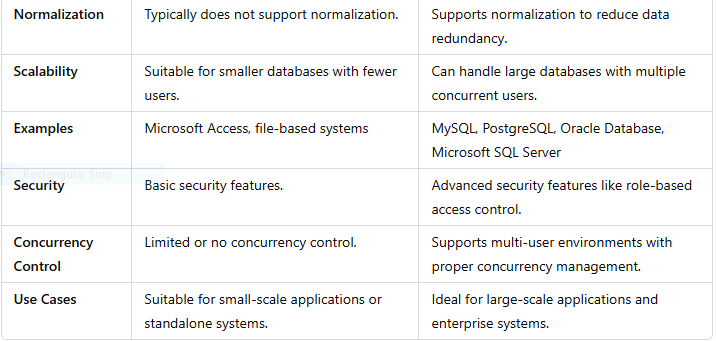 Normalization Typically does not support normalization. Supports normalization to reduce data
redundancy.
Scalability Suitable for smaller databases with fewer Can handle large databases with multiple
users. concurrent users.
Examples Microsoft Access, file-based systems MySQL, PostgreSQL, Oracle Database,
Microsoft SQL Server
Rectangular Snip
Security Basic security features. Advanced security features like role-based
access control.
Concurrency Limited or no concurrency control. Supports multi-user environments with
Control proper concurrency management.
Use Cases Suitable for small-scale applications or Ideal for large-scale applications and
standalone systems. enterprise systems.